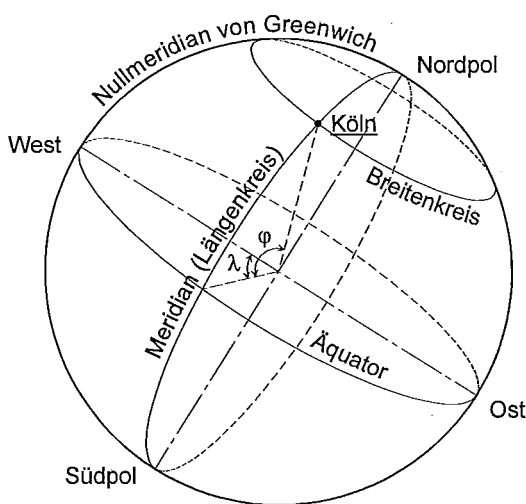 Nullmeridian von Greenwich
Nordpol
West
Köln
Breitenkreis
Meridian (Längenkreis)
φ
λ
Äquator
Ost
Südpol